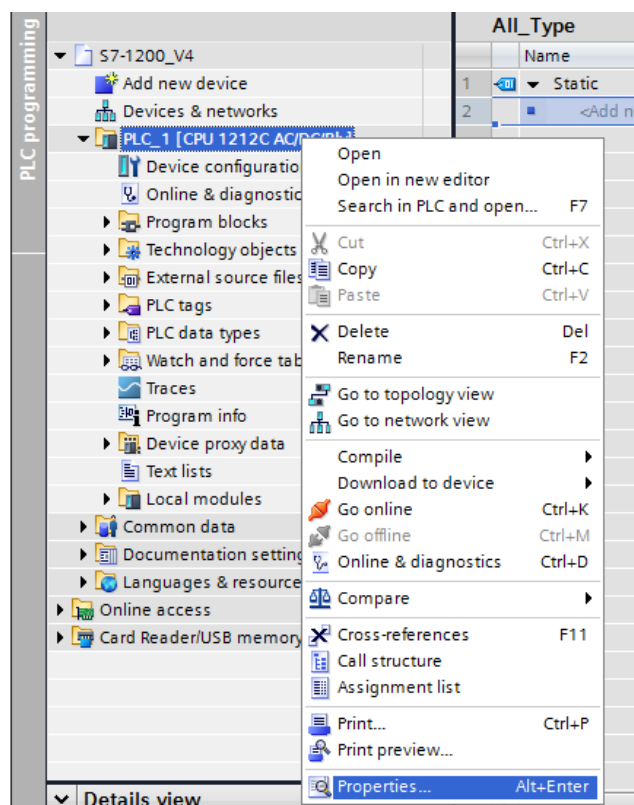 PLC programming
All_Type
Name
1 Static
2 <Add n
S7-1200_V4
Add new device
Devices & networks
PLC_1 [CPU 1212C AC/DC/Rly]
Device configuratio
Online & diagnostic
Program blocks
Technology objects
External source files
PLC tags
PLC data types
Watch and force tab
Traces
Program info
Device proxy data
Text lists
Local modules
Common data
Documentation setting
Languages & resource
Online access
Card Reader/USB memory
Details view
Open
Open in new editor
Search in PLC and open... F7
Cut Ctrl+X
Copy Ctrl+C
Paste Ctrl+V
Delete Del
Rename F2
Go to topology view
Go to network view
Compile
Download to device
Go online Ctrl+K
Go offline Ctrl+M
Online & diagnostics Ctrl+D
Compare
Cross-references F11
Call structure
Assignment list
Print... Ctrl+P
Print preview...
Properties... Alt+Enter